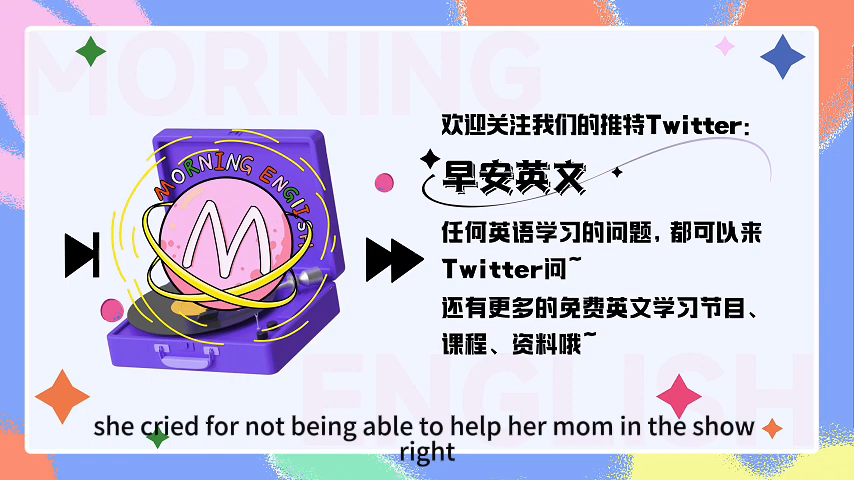 MORNING
MORNING ENGLISH
M
欢迎关注我们的推特Twitter:
早安英文
任何英语学习的问题, 都可以来
Twitter问~
还有更多的免费英文学习节目、
课程、资料哦~
ENGLISH
she cried for not being able to help her mom in the show
right